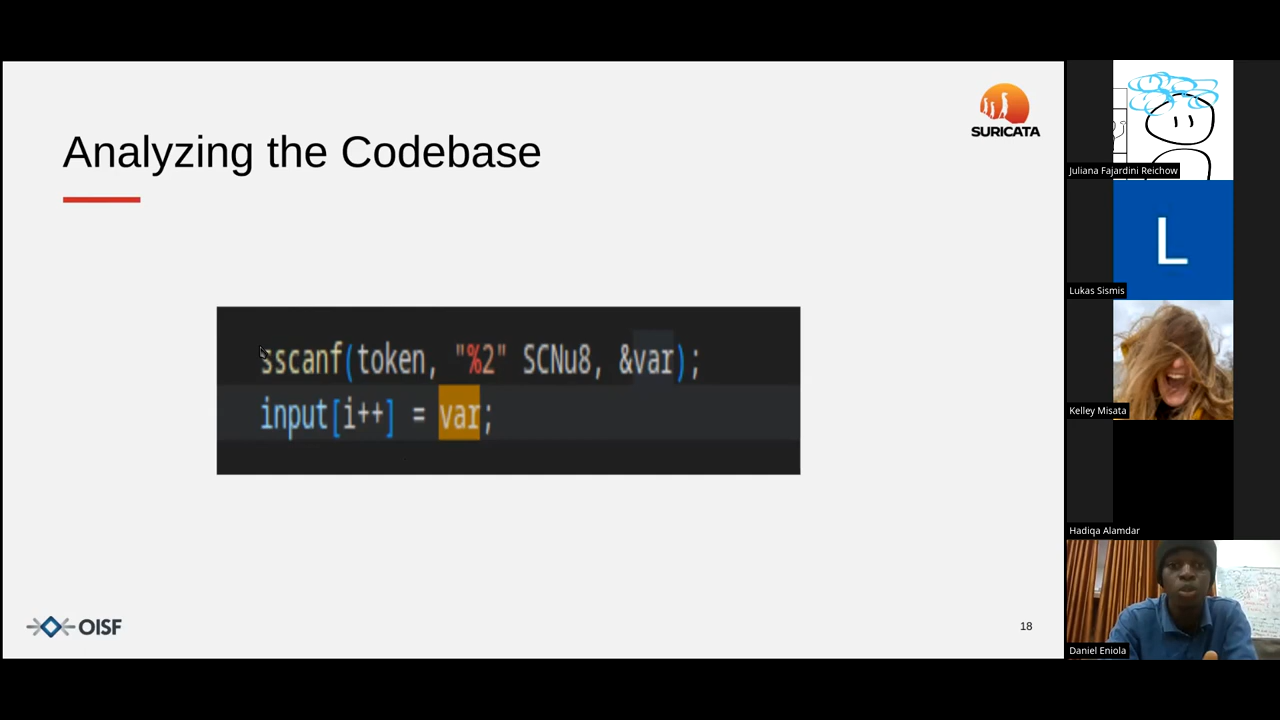 SURICATA
Analyzing the Codebase
sscanf(token, "%2" SCNu8, &var);
input[i++] = var;
OISF
18
Juliana Fajardini Reichow
L
Lukas Sismis
Kelley Misata
Hadiqa Alamdar
Daniel Eniola